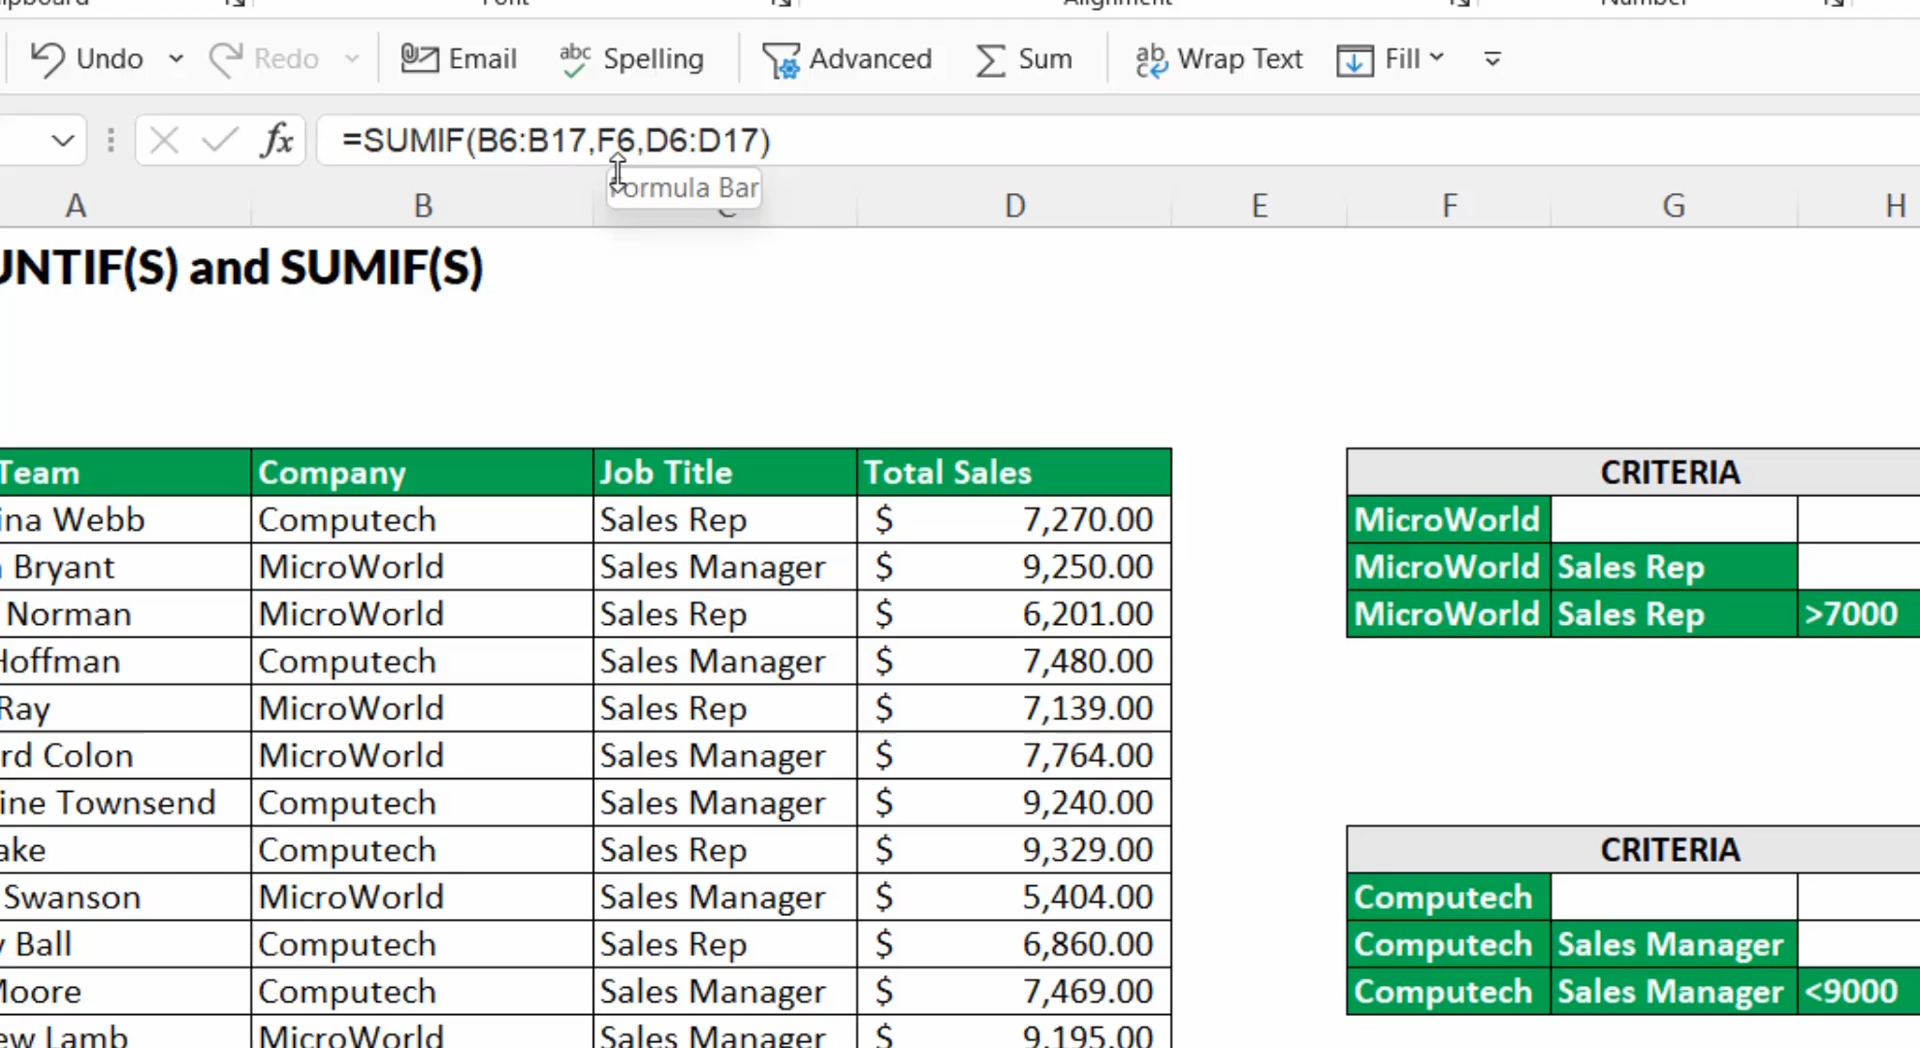 Undo Redo Email Spelling Advanced Sum Wrap Text Fill
fx =SUMIF(B6:B17,F6,D6:D17)
Formula Bar
A B C D E F G H
UNTIF(S) and SUMIF(S)
Team Company Job Title Total Sales CRITERIA
ina Webb Computech Sales Rep $ 7,270.00 MicroWorld
Bryant MicroWorld Sales Manager $ 9,250.00 MicroWorld Sales Rep
Norman MicroWorld Sales Rep $ 6,201.00 MicroWorld Sales Rep >7000
Hoffman Computech Sales Manager $ 7,480.00
Ray MicroWorld Sales Rep $ 7,139.00
rd Colon MicroWorld Sales Manager $ 7,764.00
ine Townsend Computech Sales Manager $ 9,240.00
ake Computech Sales Rep $ 9,329.00 CRITERIA
Swanson MicroWorld Sales Manager $ 5,404.00 Computech
y Ball Computech Sales Rep $ 6,860.00 Computech Sales Manager
Moore Computech Sales Manager $ 7,469.00 Computech Sales Manager <9000
ew Lamb MicroWorld Sales Manager $ 9,195.00